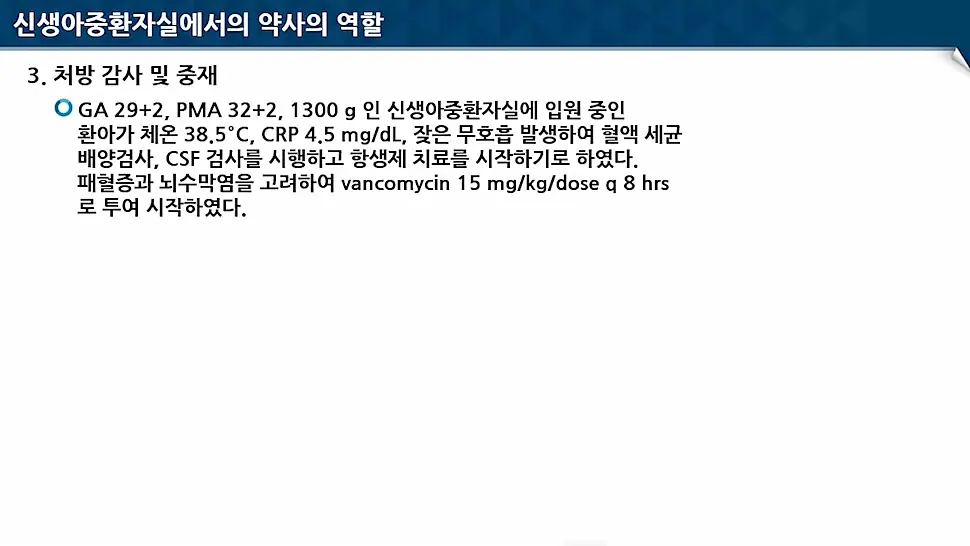 신생아중환자실에서의 약사의 역할
3. 처방 감사 및 중재
GA 29+2, PMA 32+2, 1300 g 인 신생아중환자실에 입원 중인
환아가 체온 38.5°C, CRP 4.5 mg/dL, 잦은 무호흡 발생하여 혈액 세균
배양검사, CSF 검사를 시행하고 항생제 치료를 시작하기로 하였다.
패혈증과 뇌수막염을 고려하여 vancomycin 15 mg/kg/dose q 8 hrs
로 투여 시작하였다.